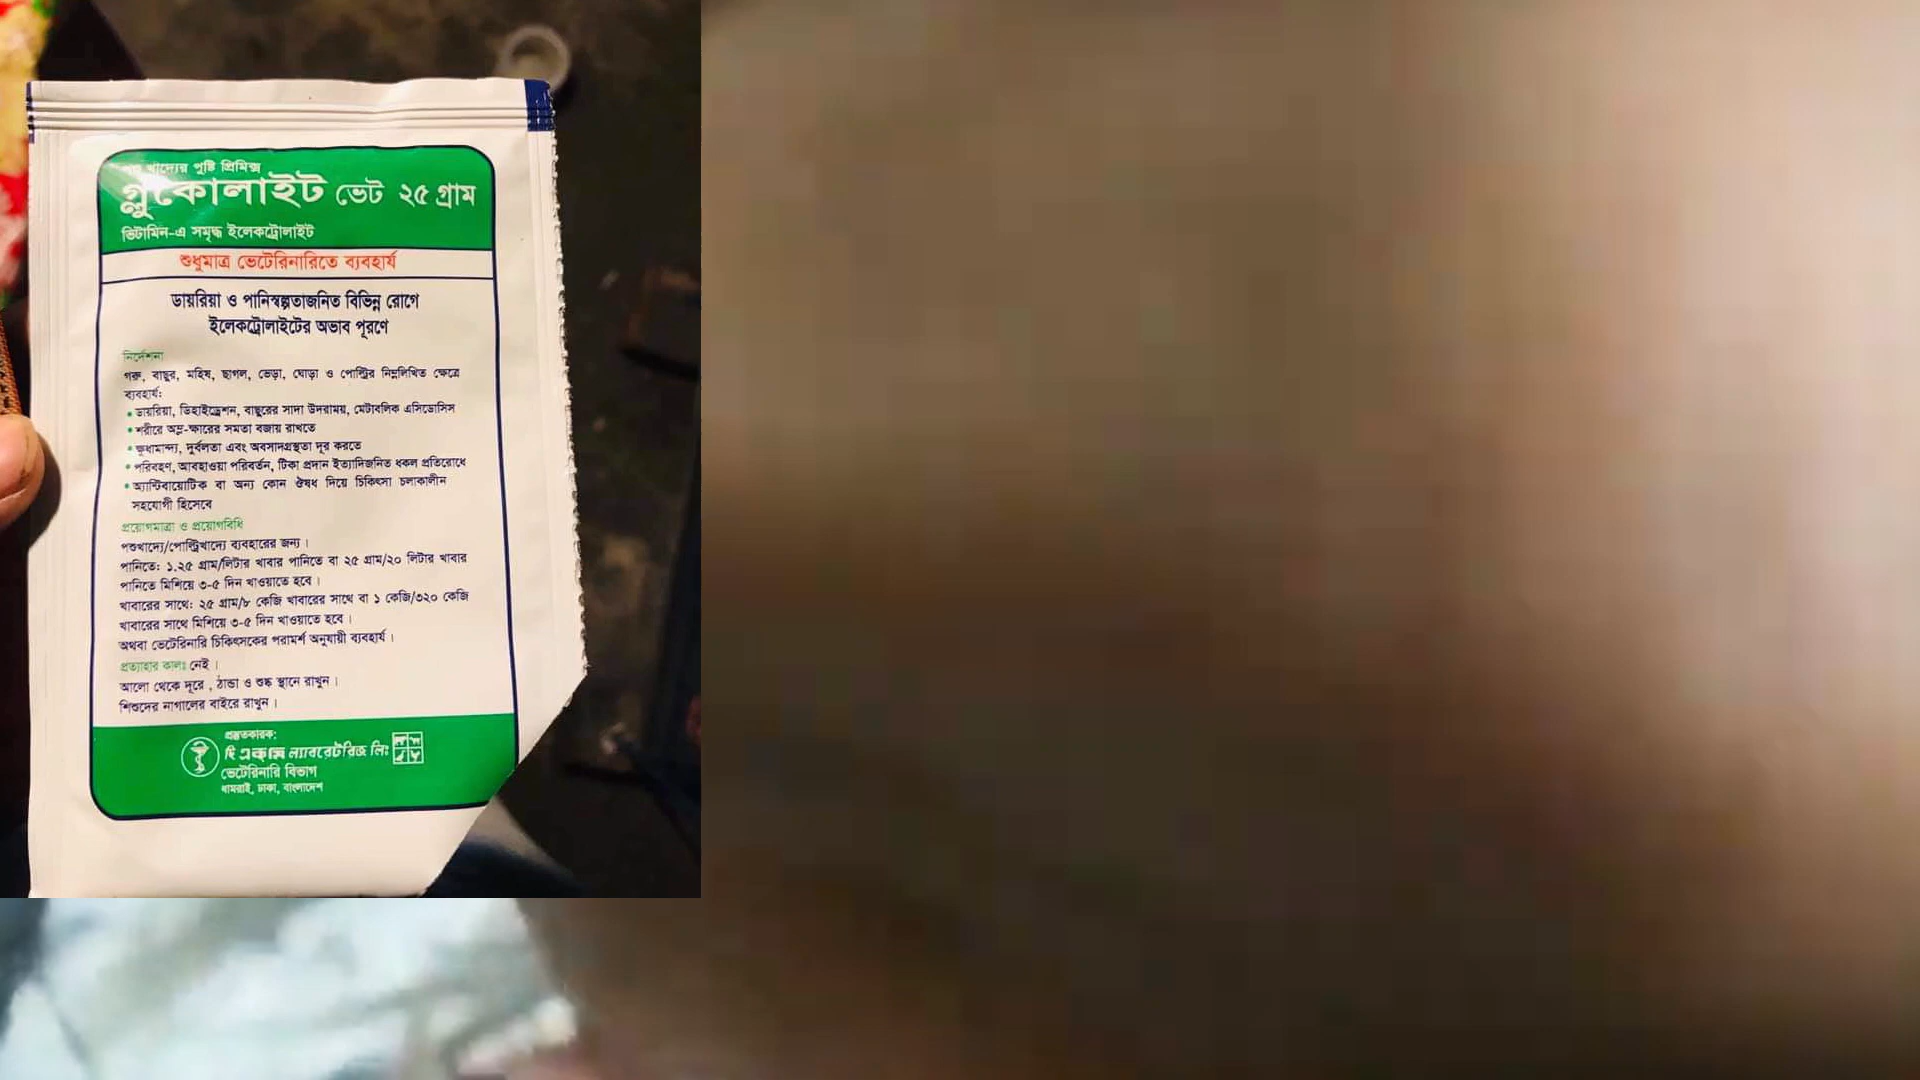 খাদ্যের পুষ্টি প্রিমিক্স
গ্লুকোলাইট ভেট ২৫ গ্রাম
ভিটামিন-এ সমৃদ্ধ ইলেকট্রোলাইট
শুধুমাত্র ভেটেরিনারিতে ব্যবহার্য
ডায়রিয়া ও পানিস্বল্পতাজনিত বিভিন্ন রোগে
ইলেকট্রোলাইটের অভাব পূরণে
নির্দেশনা
গরু, বাছুর, মহিষ, ছাগল, ভেড়া, ঘোড়া ও পোল্ট্রির নিম্নলিখিত ক্ষেত্রে
ব্যবহার্য:
• ডায়রিয়া, ডিহাইড্রেশন, বাছুরের সাদা উদরাময়, মেটাবলিক এসিডোসিস
• শরীরে অম্ল-ক্ষারের সমতা বজায় রাখতে
• ক্ষুধামান্দ্য, দুর্বলতা এবং অবসাদগ্রস্থতা দূর করতে
• পরিবহণ, আবহাওয়া পরিবর্তন, টিকা প্রদান ইত্যাদিজনিত ধকল প্রতিরোধে
• অ্যান্টিবায়োটিক বা অন্য কোন ঔষধ দিয়ে চিকিৎসা চলাকালীন
সহযোগী হিসেবে
প্রয়োগমাত্রা ও প্রয়োগবিধি
পশুখাদ্যে/পোল্ট্রিখাদ্যে ব্যবহারের জন্য।
পানিতে: ১.২৫ গ্রাম/লিটার খাবার পানিতে বা ২৫ গ্রাম/২০ লিটার খাবার
পানিতে মিশিয়ে ৩-৫ দিন খাওয়াতে হবে।
খাবারের সাথে: ২৫ গ্রাম/৮ কেজি খাবারের সাথে বা ১ কেজি/৩২০ কেজি
খাবারের সাথে মিশিয়ে ৩-৫ দিন খাওয়াতে হবে।
অথবা ভেটেরিনারি চিকিৎসকের পরামর্শ অনুযায়ী ব্যবহার্য।
প্রত্যাহার কালঃ নেই।
আলো থেকে দূরে, ঠান্ডা ও শুষ্ক স্থানে রাখুন।
শিশুদের নাগালের বাইরে রাখুন।
প্রস্তুতকারক:
দি একমি ল্যাবরেটরিজ লিঃ
ভেটেরিনারি বিভাগ
ধামরাই, ঢাকা, বাংলাদেশ